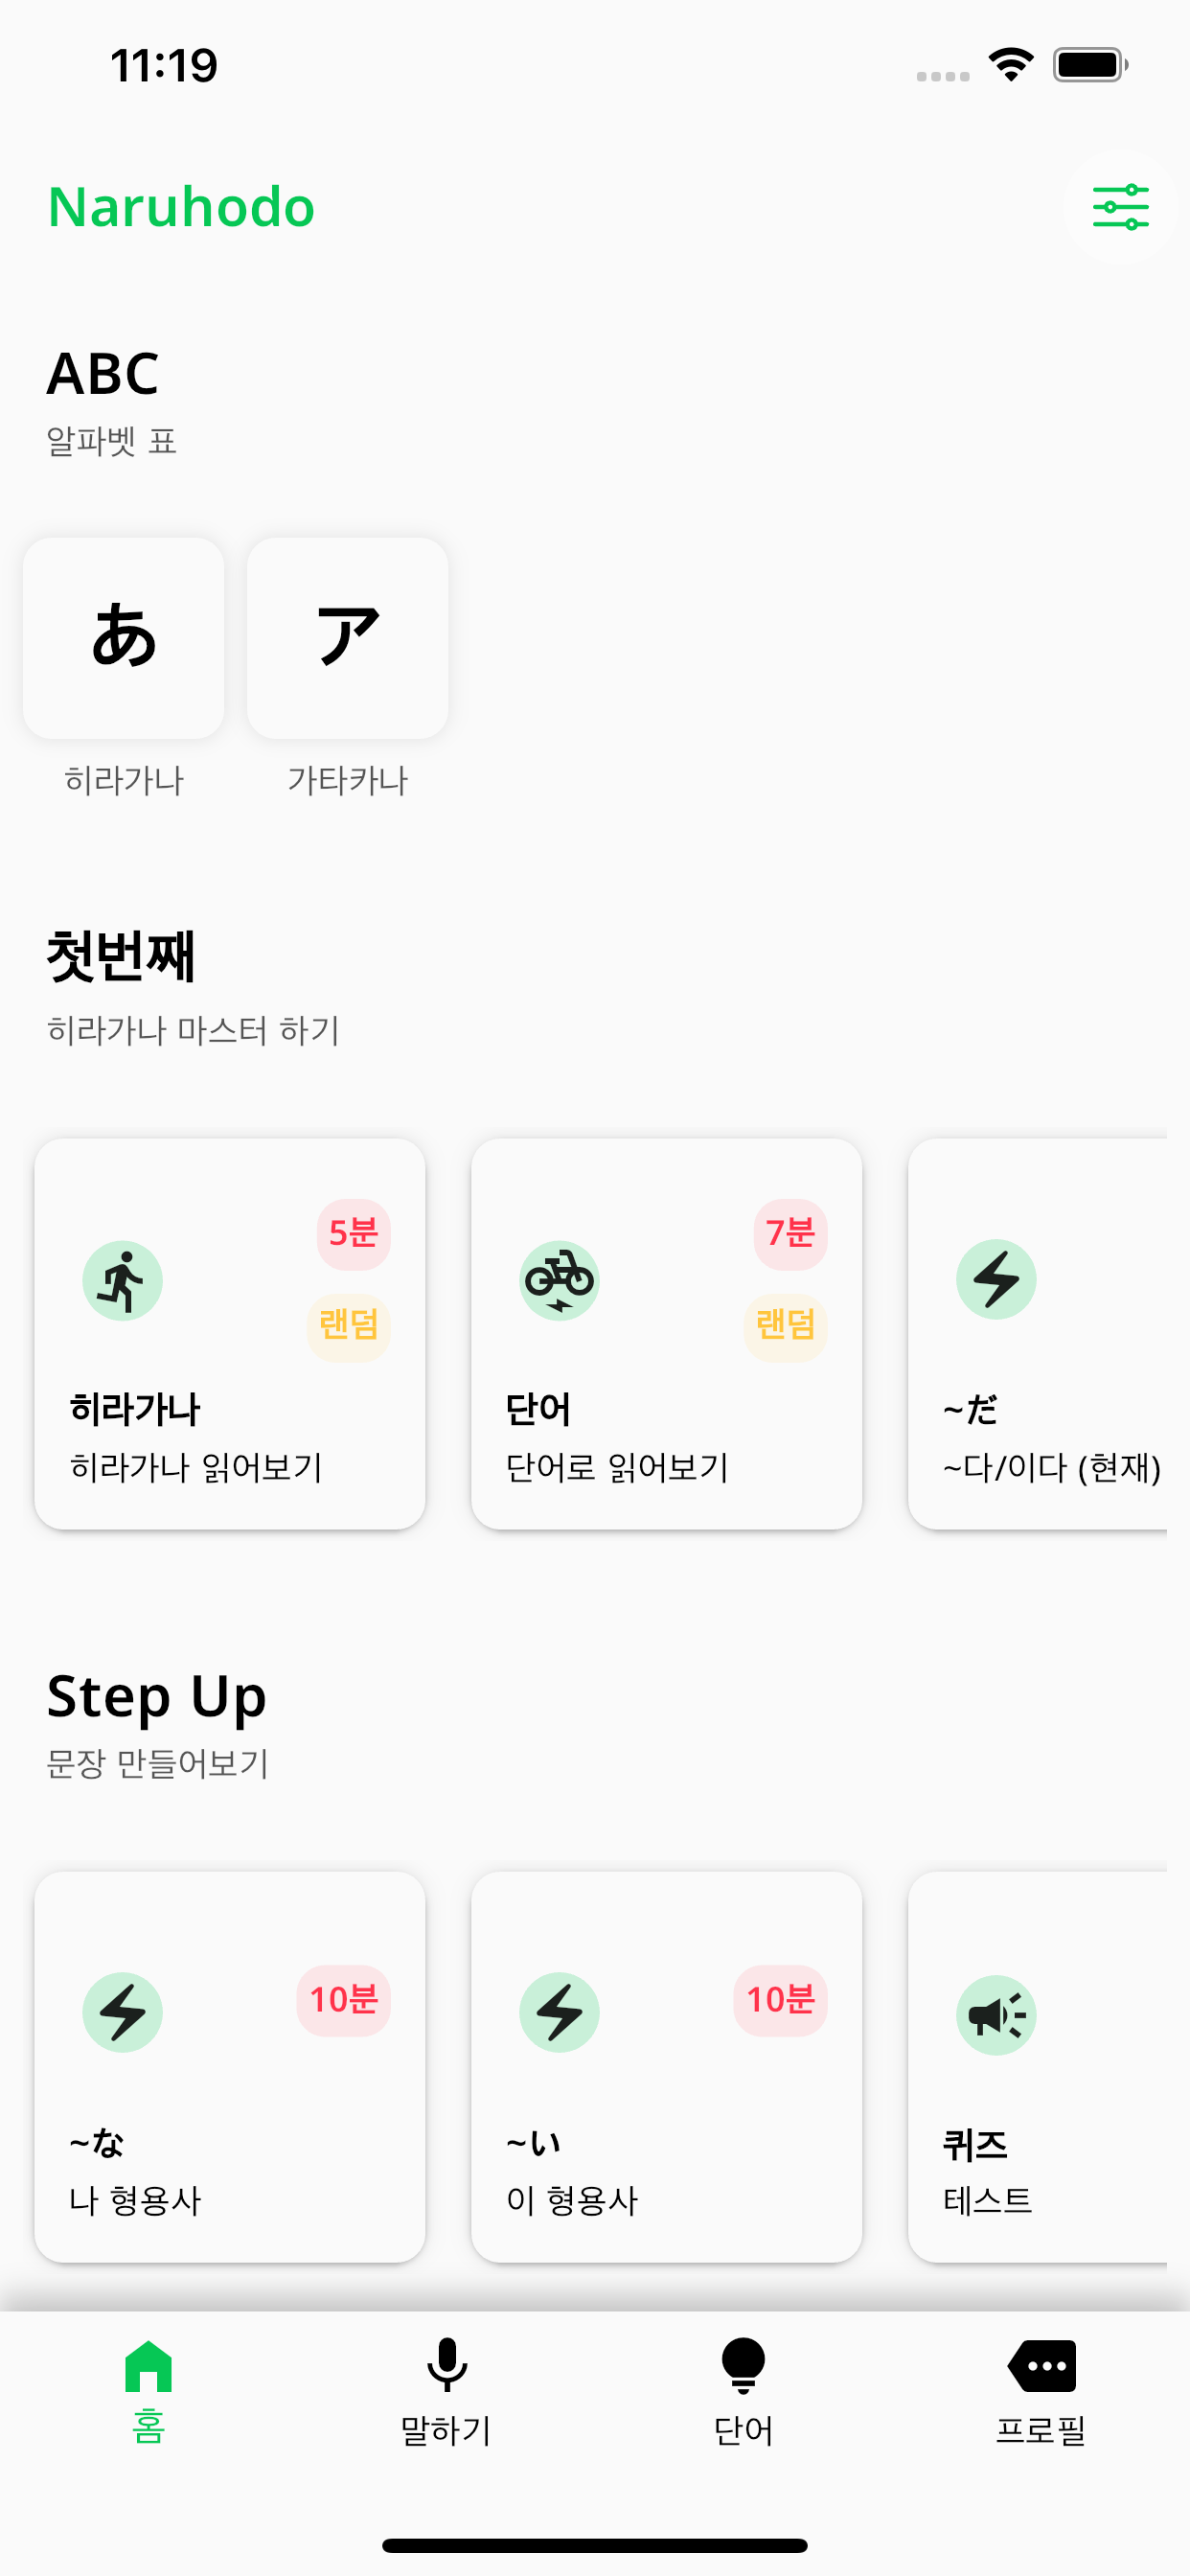 11:19
Naruhodo
ABC
알파벳 표
あ
ア
히라가나
가타카나
첫번째
히라가나 마스터 하기
5분
랜덤
히라가나
히라가나 읽어보기
7분
랜덤
단어
단어로 읽어보기
~だ
~다/이다 (현재)
Step Up
문장 만들어보기
10분
~な
나 형용사
10분
~い
이 형용사
퀴즈
테스트
홈
말하기
단어
프로필